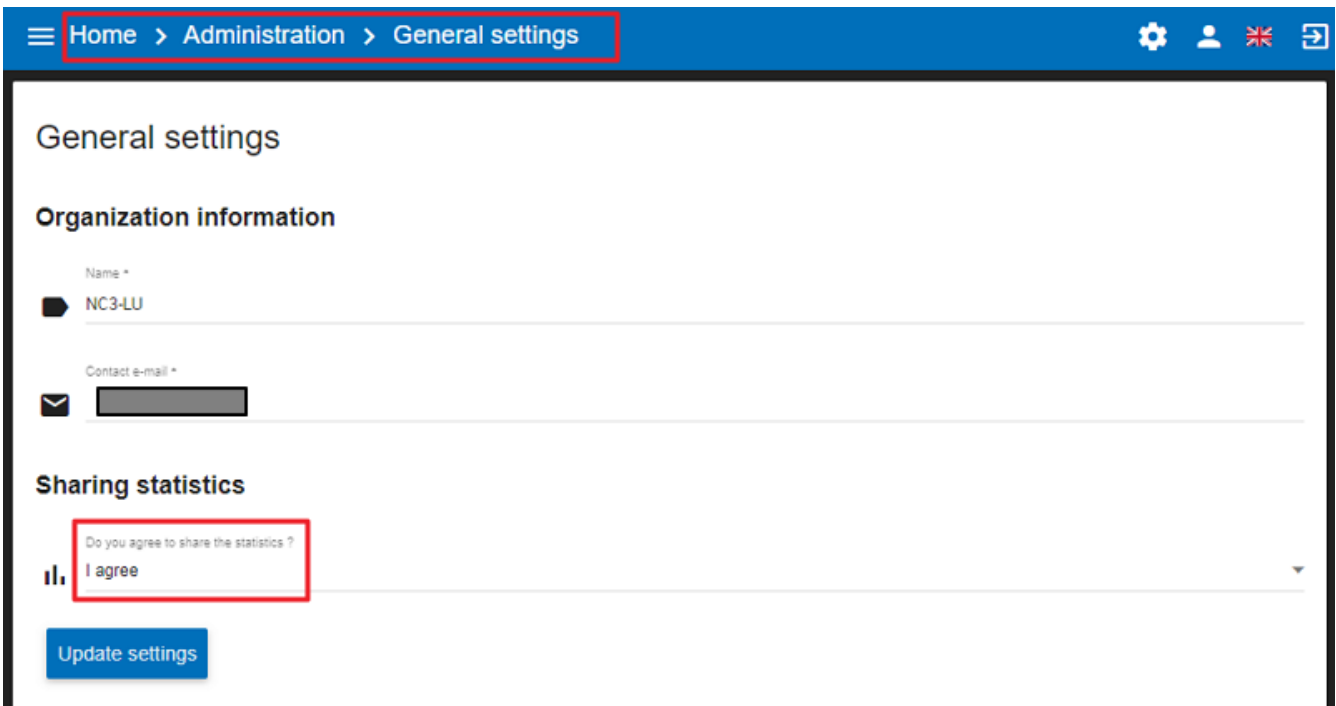 Home > Administration > General settings
General settings
Organization information
Name *
NC3-LU
Contact e-mail *
Sharing statistics
Do you agree to share the statistics ?
I agree
Update settings